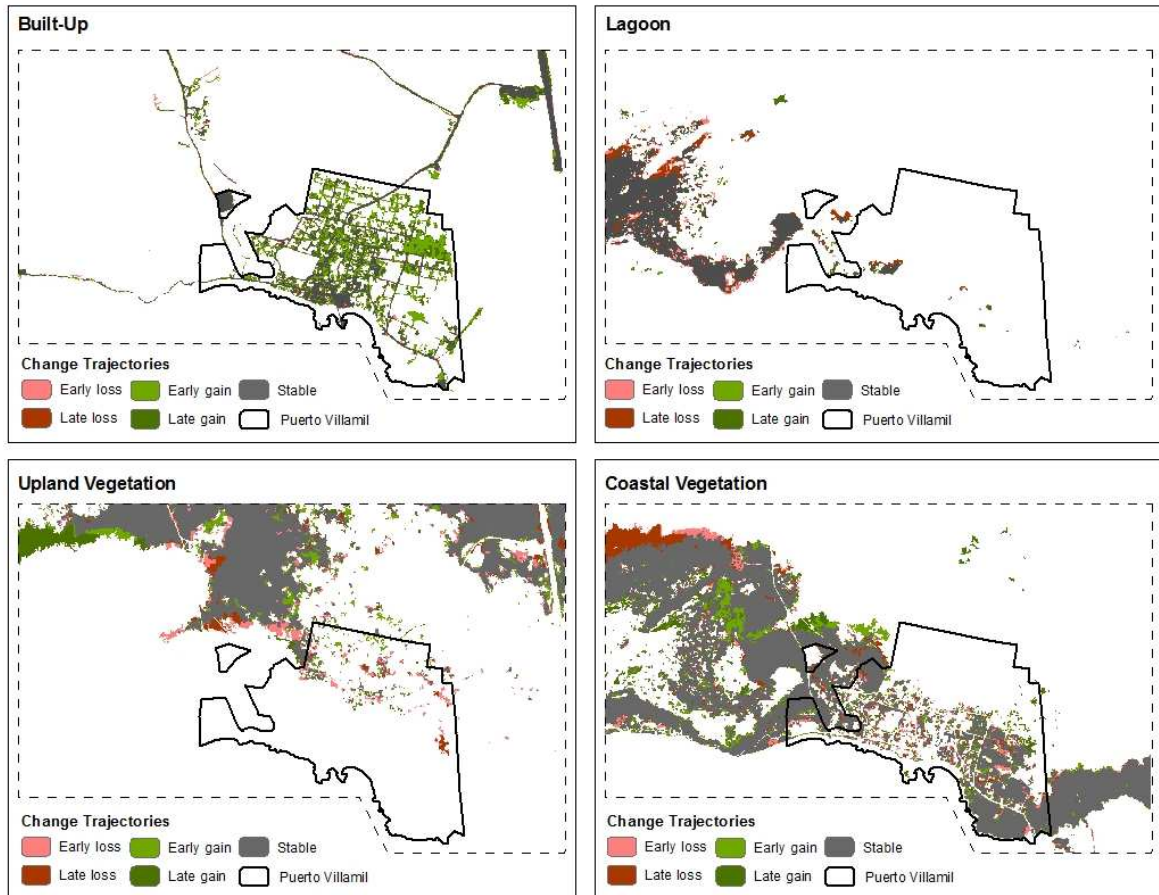 Built-Up
Change Trajectories
Early loss Early gain Stable
Late loss Late gain Puerto Villamil
Lagoon
Change Trajectories
Early loss Early gain Stable
Late loss Late gain Puerto Villamil
Upland Vegetation
Change Trajectories
Early loss Early gain Stable
Late loss Late gain Puerto Villamil
Coastal Vegetation
Change Trajectories
Early loss Early gain Stable
Late loss Late gain Puerto Villamil